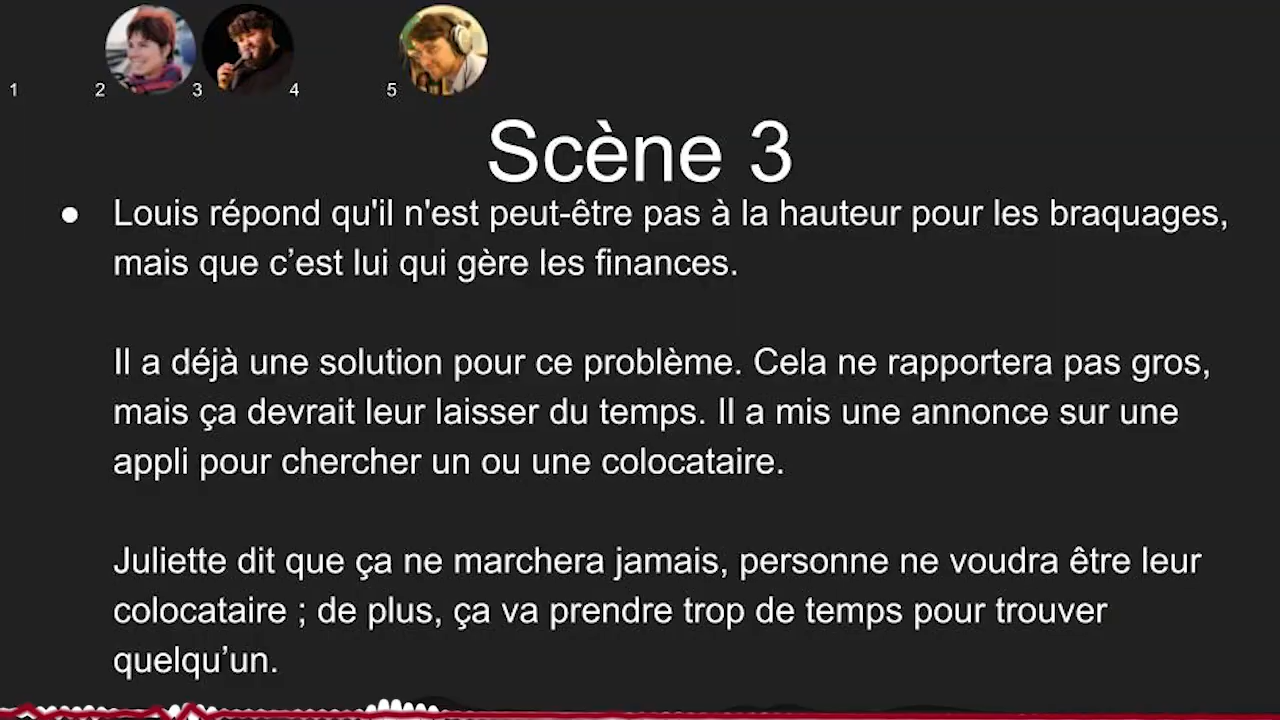 1 2 3 4 5
Scène 3
● Louis répond qu'il n'est peut-être pas à la hauteur pour les braquages,
mais que c’est lui qui gère les finances.
Il a déjà une solution pour ce problème. Cela ne rapportera pas gros,
mais ça devrait leur laisser du temps. Il a mis une annonce sur une
appli pour chercher un ou une colocataire.
Juliette dit que ça ne marchera jamais, personne ne voudra être leur
colocataire ; de plus, ça va prendre trop de temps pour trouver
quelqu’un.